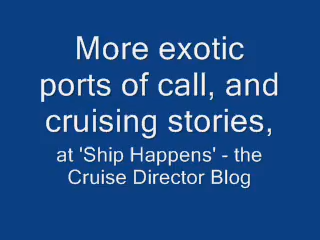 More exotic
ports of call, and
cruising stories,
at 'Ship Happens' - the
Cruise Director Blog